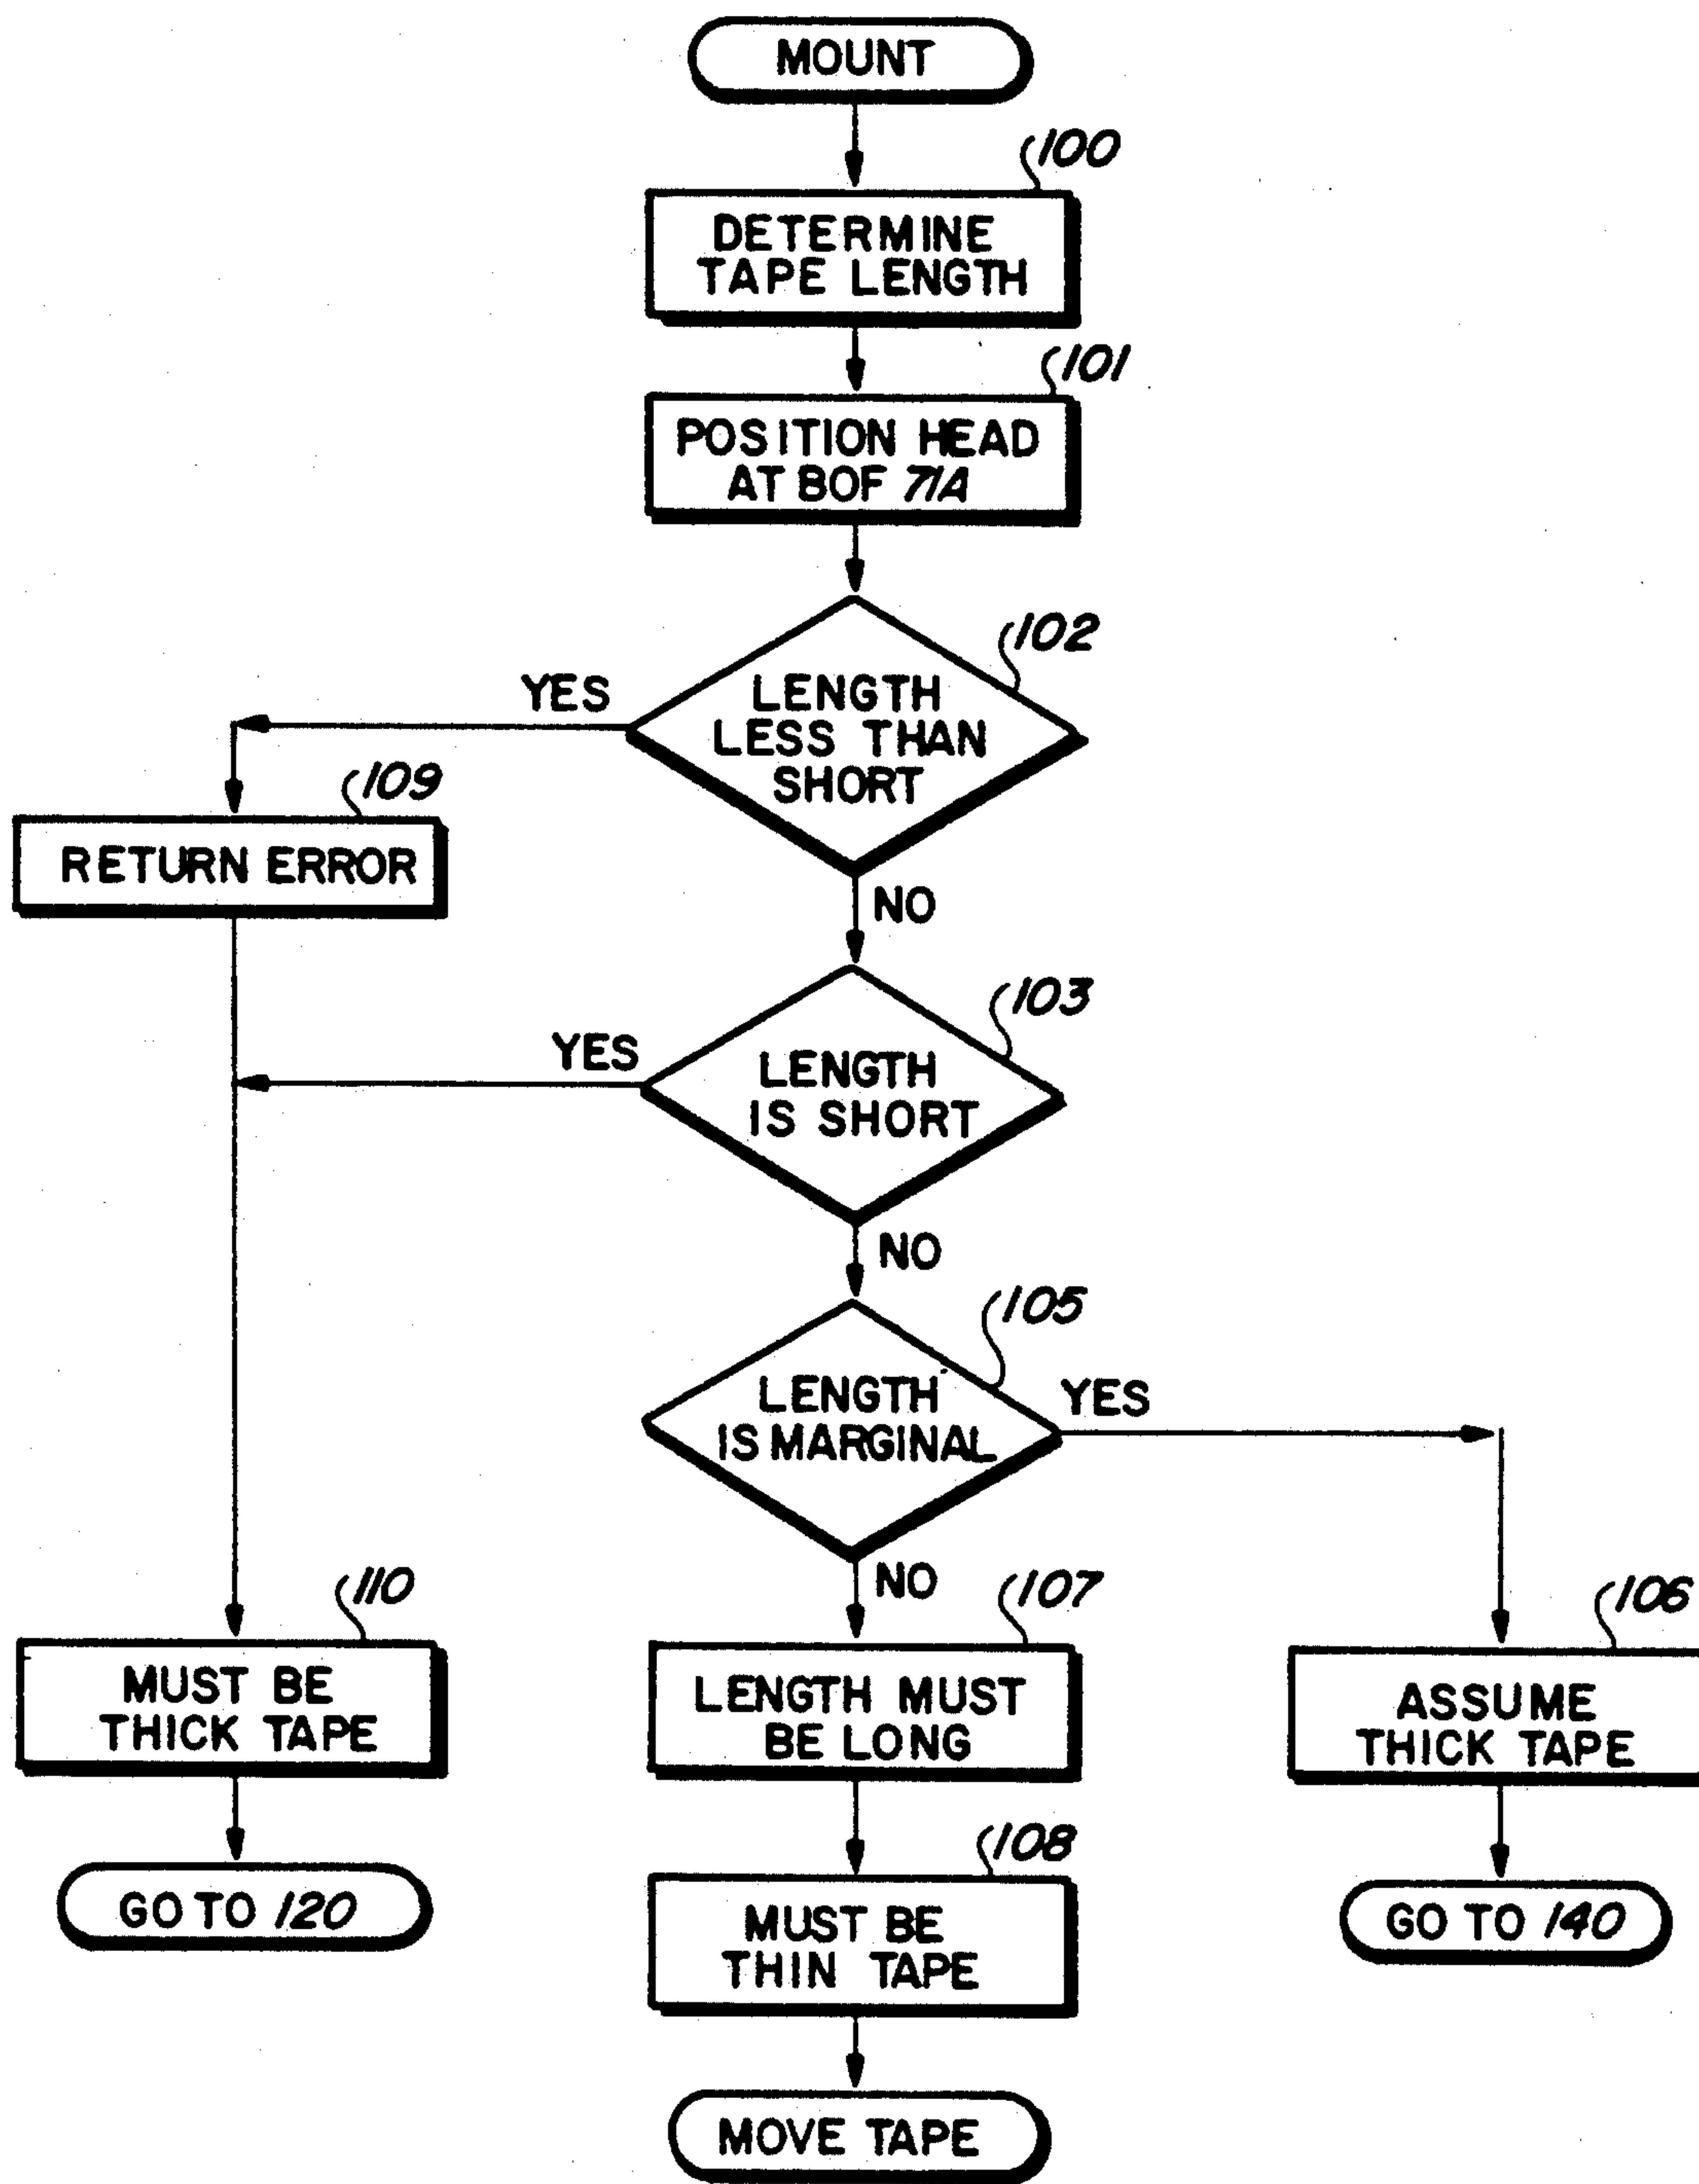 MOUNT
100
DETERMINE
TAPE LENGTH
101
POSITION HEAD
AT BOF 71A
102
LENGTH
LESS THAN
SHORT
YES
NO
109
RETURN ERROR
103
LENGTH
IS SHORT
YES
NO
105
LENGTH
IS MARGINAL
YES
NO
110
MUST BE
THICK TAPE
GO TO 120
107
LENGTH MUST
BE LONG
108
MUST BE
THIN TAPE
MOVE TAPE
106
ASSUME
THICK TAPE
GO TO 140